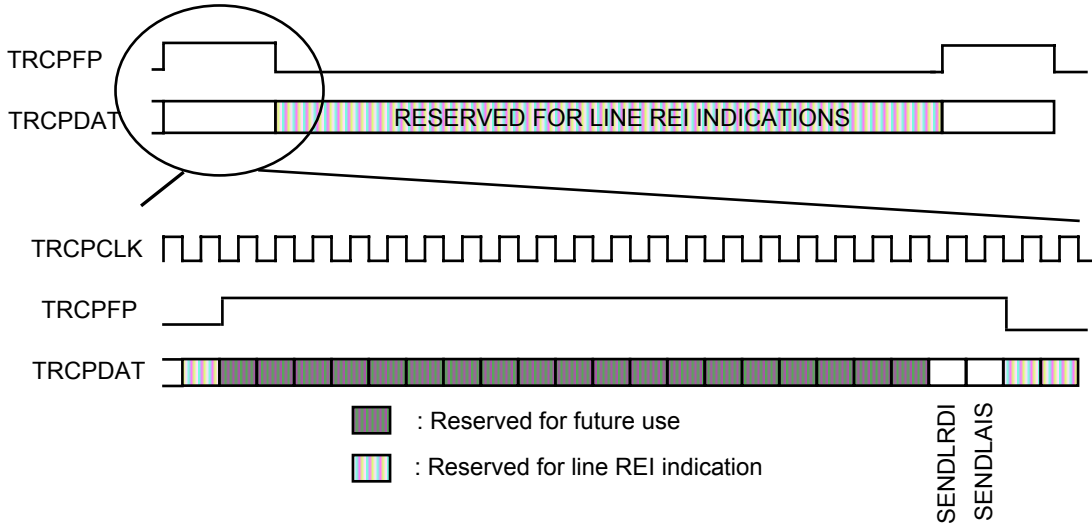 TRCPFP
TRCPDAT
RESERVED FOR LINE REI INDICATIONS
TRCPCLK
TRCPFP
TRCPDAT
: Reserved for future use
: Reserved for line REI indication
SENDLRDI
SENDLAIS